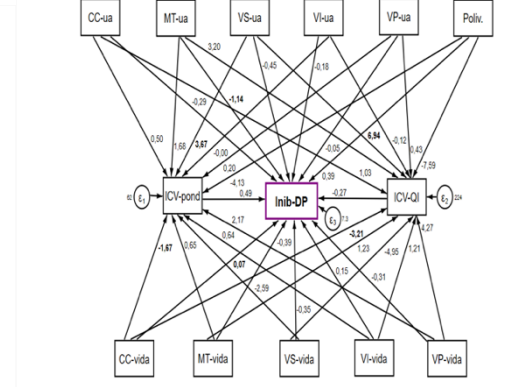 CC-ua MT-ua VS-ua VI-ua VP-ua Poliv.
3,20 -0,45 -0,18
-0,29 -1,14
0,50 1,68 3,67 -0,00 -0,05 6,94 -0,12 0,43
0,20 0,39 1,03 -7,59
-4,13
ICV-pond 0,49 Inib-DP -0,27 ICV-QI
ε1 ε2
ε3 7,3
2,17 4,27
0,64 -3,21
-1,67 0,65 -0,39 1,23 -4,95 1,21
0,07 0,15 -0,31
-2,59
-0,35
CC-vida MT-vida VS-vida VI-vida VP-vida